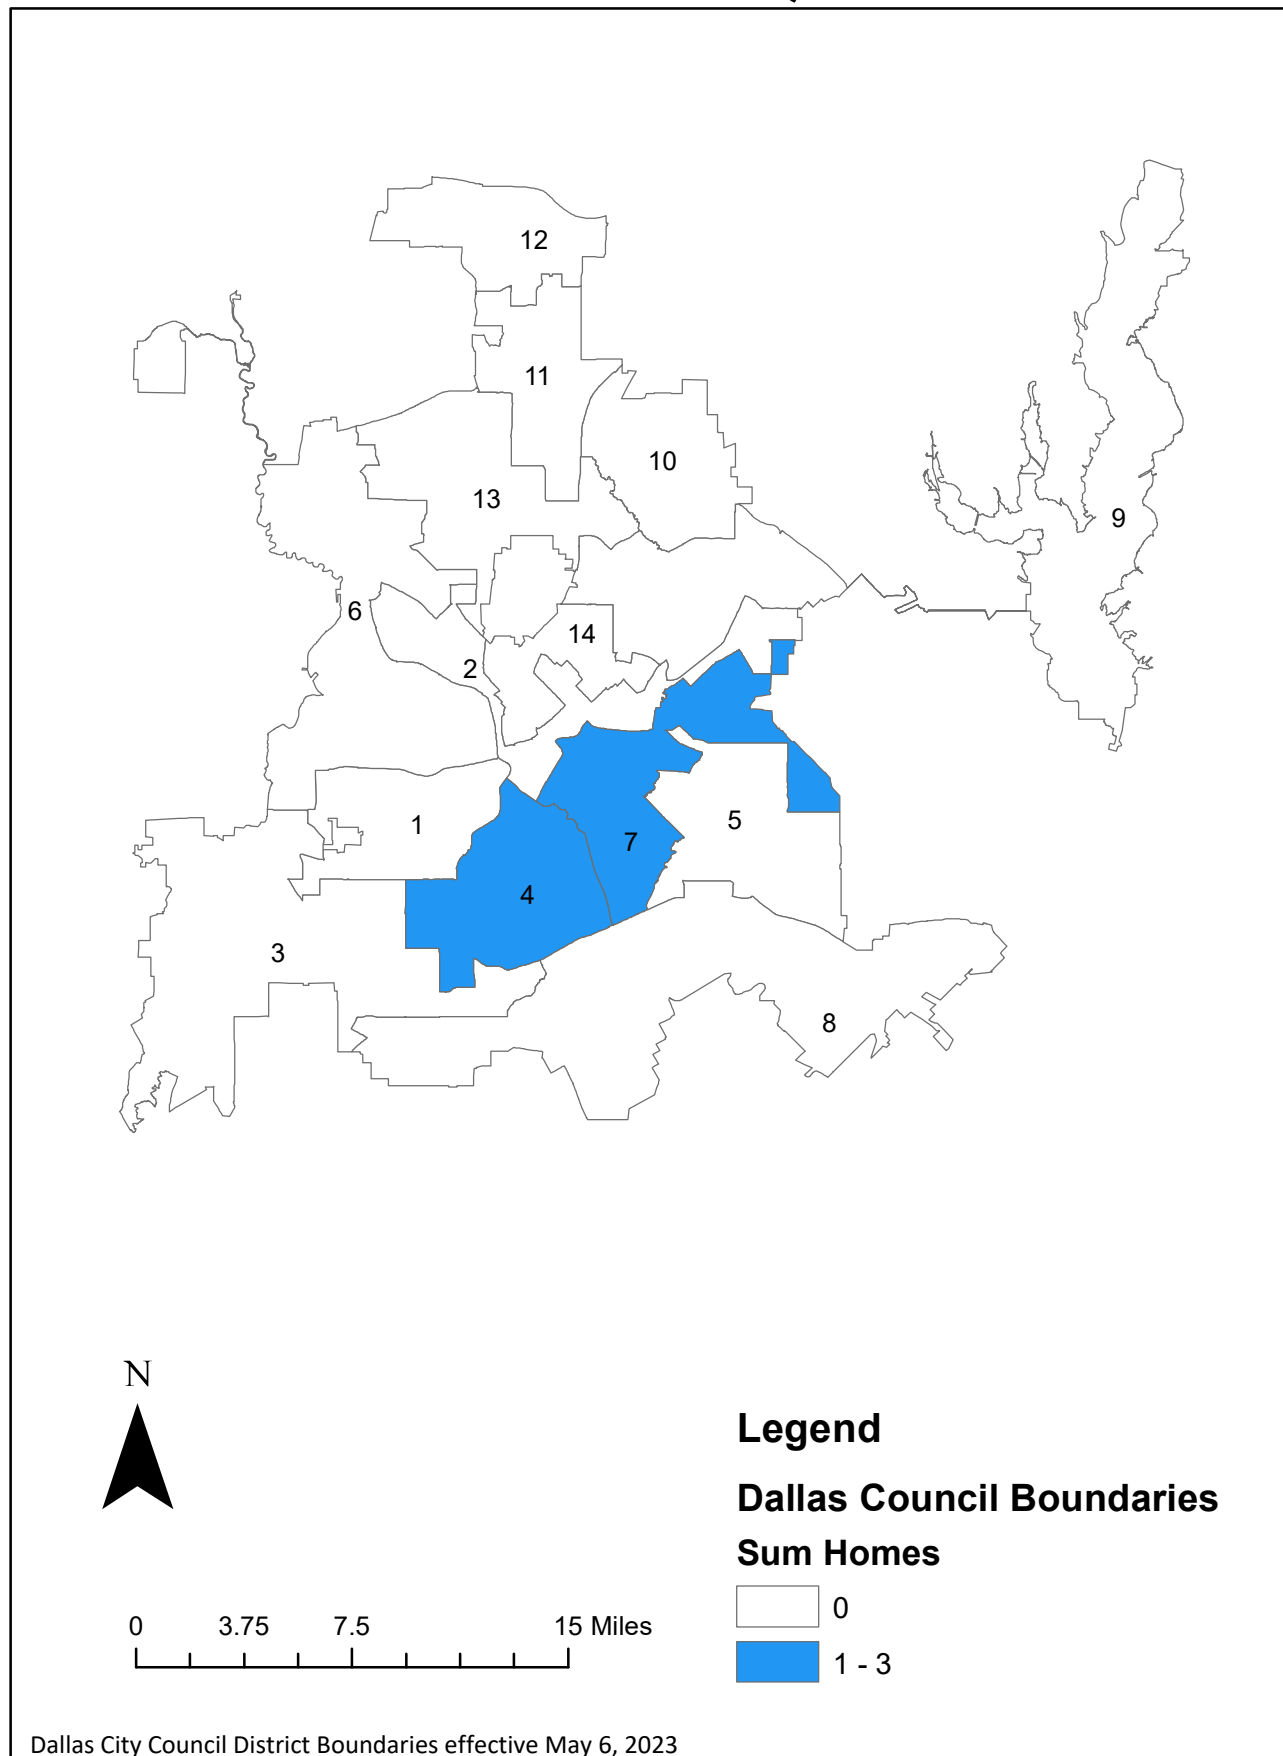 12
11
10
13
9
6
14
2
5
1
7
4
3
8
N
Legend
Dallas Council Boundaries
Sum Homes
0
1 - 3
0 3.75 7.5 15 Miles
Dallas City Council District Boundaries effective May 6, 2023